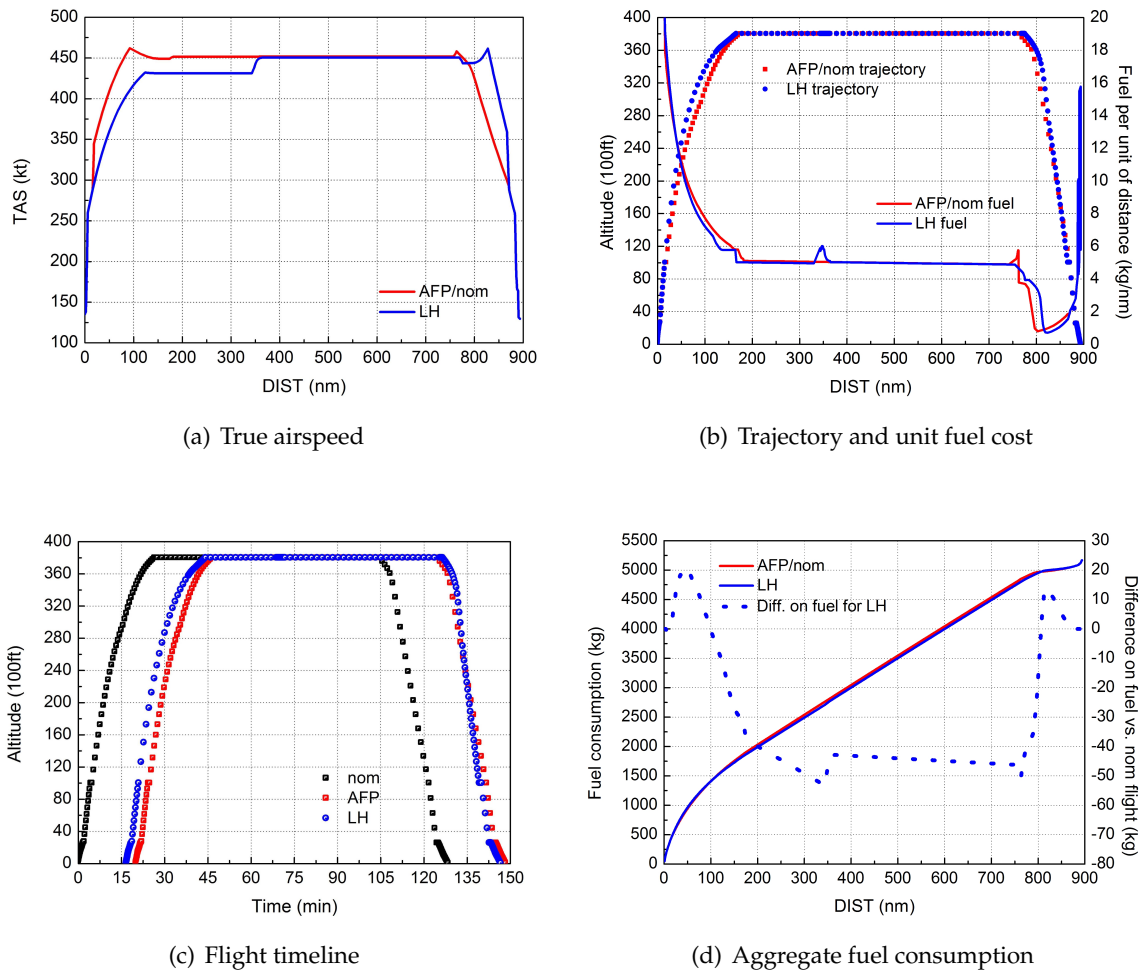 500
450
400
350
300
250
200
150
100
TAS (kt)
AFP/nom
LH
0 100 200 300 400 500 600 700 800 900
DIST (nm)
(a) True airspeed
400
360
320
280
240
200
160
120
80
40
0
Altitude (100ft)
AFP/nom trajectory
LH trajectory
AFP/nom fuel
LH fuel
20
18
16
14
12
10
8
6
4
2
0
Fuel per unit of distance (kg/nm)
0 100 200 300 400 500 600 700 800 900
DIST (nm)
(b) Trajectory and unit fuel cost
400
360
320
280
240
200
160
120
80
40
0
Altitude (100ft)
nom
AFP
LH
0 15 30 45 60 75 90 105 120 135 150
Time (min)
(c) Flight timeline
5500
5000
4500
4000
3500
3000
2500
2000
1500
1000
500
0
Fuel consumption (kg)
AFP/nom
LH
Diff. on fuel for LH
30
20
10
0
-10
-20
-30
-40
-50
-60
-70
-80
Difference on fuel vs. nom flight (kg)
0 100 200 300 400 500 600 700 800 900
DIST (nm)
(d) Aggregate fuel consumption